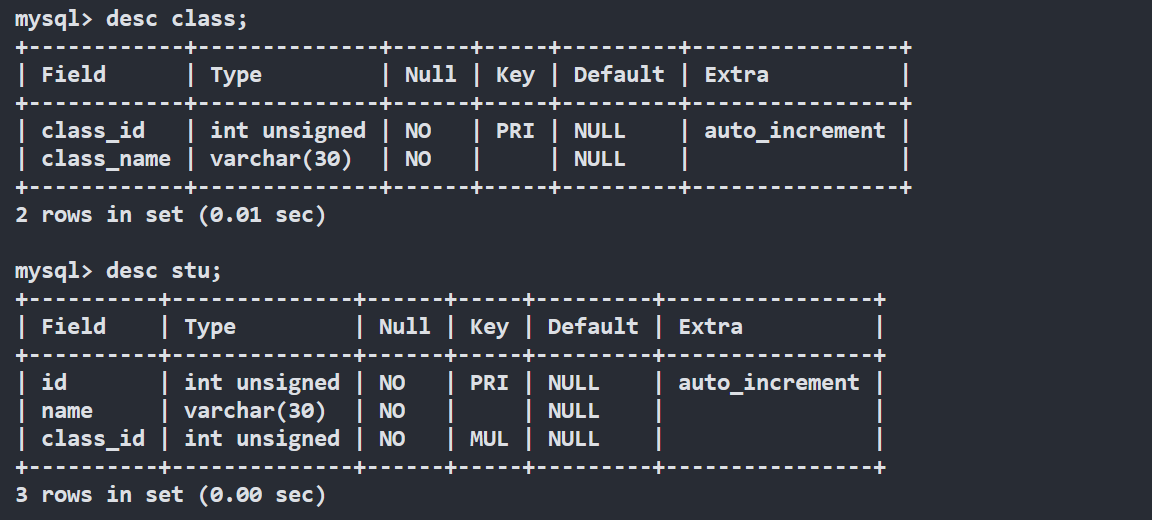 mysql> desc class;
+------------+--------------+------+-----+---------+----------------+
| Field      | Type         | Null | Key | Default | Extra          |
+------------+--------------+------+-----+---------+----------------+
| class_id   | int unsigned | NO   | PRI | NULL    | auto_increment |
| class_name | varchar(30)  | NO   |     | NULL    |                |
+------------+--------------+------+-----+---------+----------------+
2 rows in set (0.01 sec)

mysql> desc stu;
+----------+--------------+------+-----+---------+----------------+
| Field    | Type         | Null | Key | Default | Extra          |
+----------+--------------+------+-----+---------+----------------+
| id       | int unsigned | NO   | PRI | NULL    | auto_increment |
| name     | varchar(30)  | NO   |     | NULL    |                |
| class_id | int unsigned | NO   | MUL | NULL    |                |
+----------+--------------+------+-----+---------+----------------+
3 rows in set (0.00 sec)